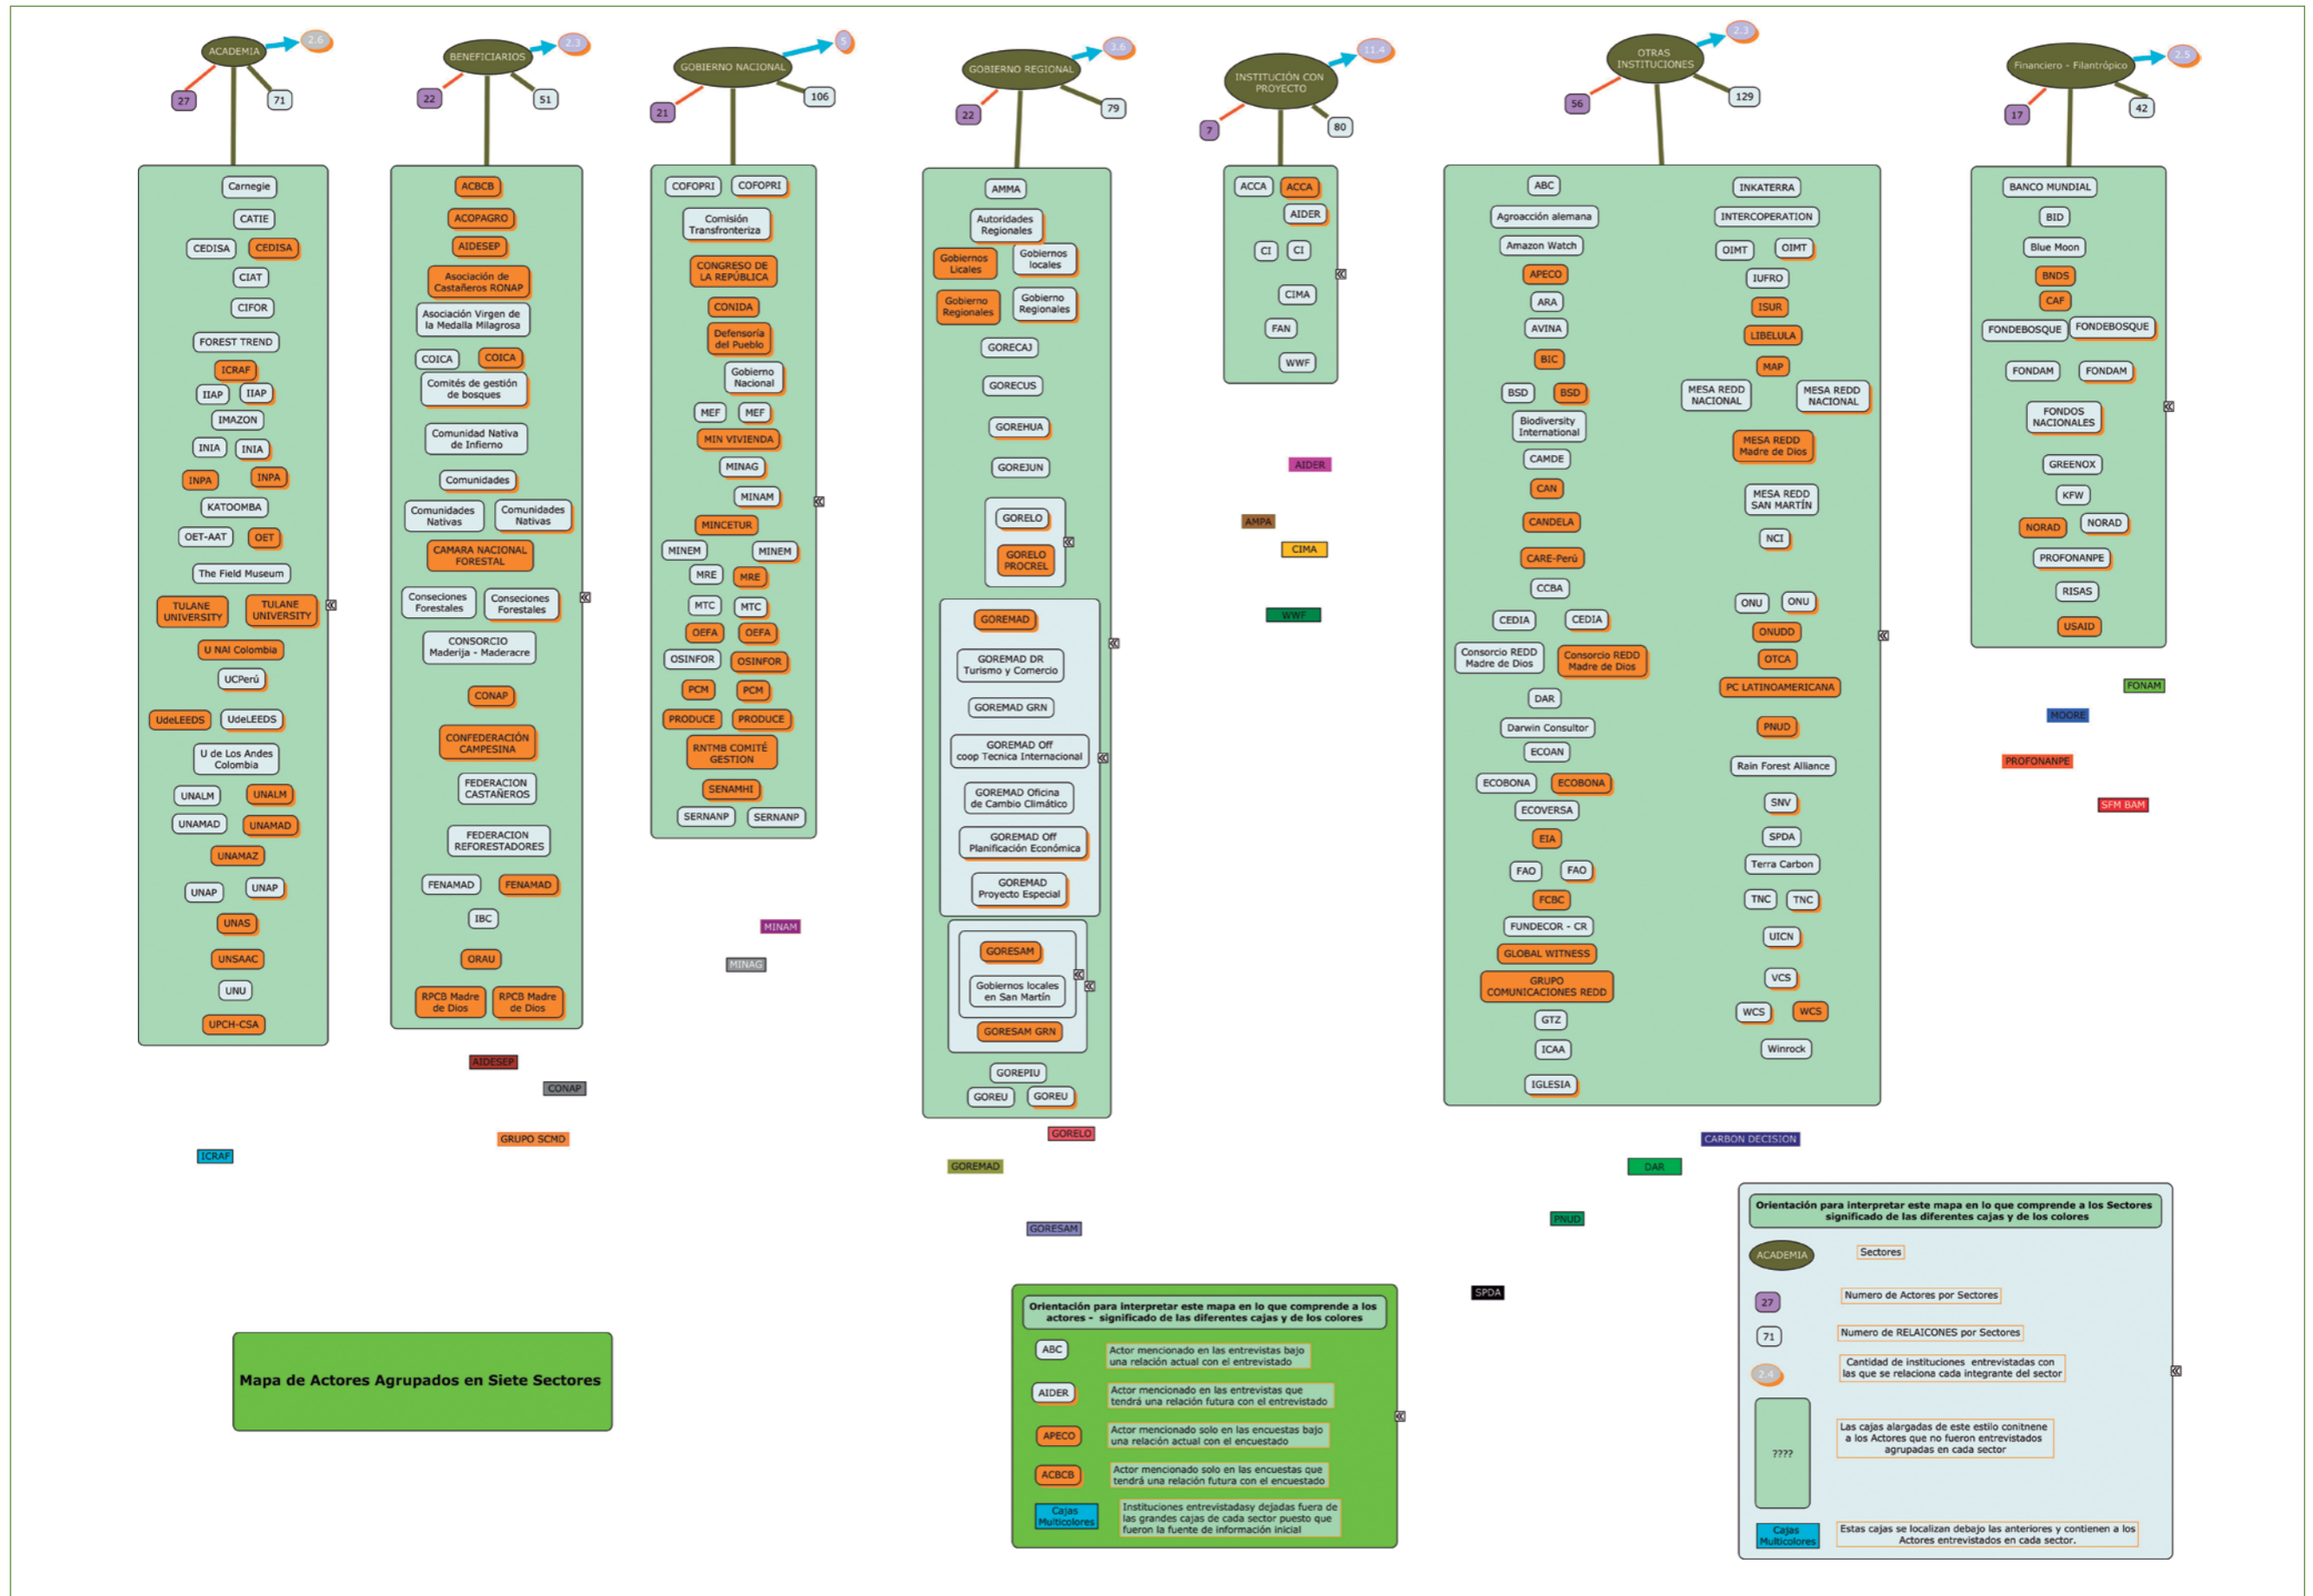 ACADEMIA
2.6
27
71
Carnegie
CATIE
CEDISA
CEDISA
CIAT
CIFOR
FOREST TREND
ICRAF
IIAP
IIAP
IMAZON
INIA
INIA
INPA
INPA
KATOOMBA
OET-AAT
OET
The Field Museum
TULANE
UNIVERSITY
TULANE
UNIVERSITY
U NAl Colombia
UCPerú
UdeLEEDS
UdeLEEDS
U de Los Andes
Colombia
UNALM
UNALM
UNAMAD
UNAMAD
UNAMAZ
UNAP
UNAP
UNAS
UNSAAC
UNU
UPCH-CSA
ICRAF
BENEFICIARIOS
2.3
22
51
ACBCB
ACOPAGRO
AIDESEP
Asociación de
Castañeros RONAP
Asociación Virgen de
la Medalla Milagrosa
COICA
COICA
Comités de gestión
de bosques
Comunidad Nativa
de Infierno
Comunidades
Comunidades
Nativas
Comunidades
Nativas
CAMARA NACIONAL
FORESTAL
Conseciones
Forestales
Conseciones
Forestales
CONSORCIO
Maderija - Maderacre
CONAP
CONFEDERACIÓN
CAMPESINA
FEDERACION
CASTAÑEROS
FEDERACION
REFORESTADORES
FENAMAD
FENAMAD
IBC
ORAU
RPCB Madre
de Dios
RPCB Madre
de Dios
AIDESEP
CONAP
GRUPO SCMD
GOBIERNO NACIONAL
5
21
106
COFOPRI
COFOPRI
Comisión
Transfronteriza
CONGRESO DE
LA REPÚBLICA
CONIDA
Defensoría
del Pueblo
Gobierno
Nacional
MEF
MEF
MIN VIVIENDA
MINAG
MINAM
MINCETUR
MINEM
MINEM
MRE
MRE
MTC
MTC
OEFA
OEFA
OSINFOR
OSINFOR
PCM
PCM
PRODUCE
PRODUCE
RNTMB COMITÉ
GESTION
SENAMHI
SERNANP
SERNANP
MINAM
MINAG
GOBIERNO REGIONAL
3.6
22
79
AMMA
Autoridades
Regionales
Gobiernos
Licales
Gobiernos
locales
Gobierno
Regionales
Gobierno
Regionales
GORECAJ
GORECUS
GOREHUA
GOREJUN
GORELO
GORELO
PROCREL
GOREMAD
GOREMAD DR
Turismo y Comercio
GOREMAD GRN
GOREMAD Off
coop Tecnica Internacional
GOREMAD Oficina
de Cambio Climático
GOREMAD Off
Planificación Económica
GOREMAD
Proyecto Especial
GORESAM
Gobiernos locales
en San Martín
GORESAM GRN
GOREPIU
GOREU
GOREU
GORELO
GOREMAD
GORESAM
INSTITUCIÓN CON
PROYECTO
11.4
7
80
ACCA
ACCA
AIDER
CI
CI
CIMA
FAN
WWF
AIDER
AMPA
CIMA
WWF
OTRAS
INSTITUCIONES
2.3
56
129
ABC
Agroacción alemana
Amazon Watch
APECO
ARA
AVINA
BIC
BSD
BSD
Biodiversity
International
CAMDE
CAN
CANDELA
CARE-Perú
CCBA
CEDIA
CEDIA
Consorcio REDD
Madre de Dios
Consorcio REDD
Madre de Dios
DAR
Darwin Consultor
ECOAN
ECOBONA
ECOBONA
ECOVERSA
EIA
FAO
FAO
FCBC
FUNDECOR - CR
GLOBAL WITNESS
GRUPO
COMUNICACIONES REDD
GTZ
ICAA
IGLESIA
INKATERRA
INTERCOPERATION
OIMT
OIMT
IUFRO
ISUR
LIBELULA
MAP
MESA REDD
NACIONAL
MESA REDD
NACIONAL
MESA REDD
Madre de Dios
MESA REDD
SAN MARTÍN
NCI
ONU
ONU
ONUDD
OTCA
PC LATINOAMERICANA
PNUD
Rain Forest Alliance
SNV
SPDA
Terra Carbon
TNC
TNC
UICN
VCS
WCS
WCS
Winrock
CARBON DECISION
DAR
PNUD
SPDA
Financiero - Filantrópico
2.5
17
42
BANCO MUNDIAL
BID
Blue Moon
BNDS
CAF
FONDEBOSQUE
FONDEBOSQUE
FONDAM
FONDAM
FONDOS
NACIONALES
GREENOX
KFW
NORAD
NORAD
PROFONANPE
RISAS
USAID
FONAM
MOORE
PROFONANPE
SFM BAM
Mapa de Actores Agrupados en Siete Sectores
Orientación para interpretar este mapa en lo que comprende a los
actores - significado de las diferentes cajas y de los colores
ABC
Actor mencionado en las entrevistas bajo
una relación actual con el entrevistado
AIDER
Actor mencionado en las entrevistas que
tendrá una relación futura con el entrevistado
APECO
Actor mencionado solo en las encuestas bajo
una relación actual con el encuestado
ACBCB
Actor mencionado solo en las encuestas que
tendrá una relación futura con el encuestado
Cajas
Multicolores
Instituciones entrevistadasy dejadas fuera de
las grandes cajas de cada sector puesto que
fueron la fuente de información inicial
Orientación para interpretar este mapa en lo que comprende a los Sectores
significado de las diferentes cajas y de los colores
ACADEMIA
Sectores
27
Numero de Actores por Sectores
71
Numero de RELAICONES por Sectores
2.4
Cantidad de instituciones entrevistadas con
las que se relaciona cada integrante del sector
????
Las cajas alargadas de este estilo conitnene
a los Actores que no fueron entrevistados
agrupadas en cada sector
Cajas
Multicolores
Estas cajas se localizan debajo las anteriores y contienen a los
Actores entrevistados en cada sector.